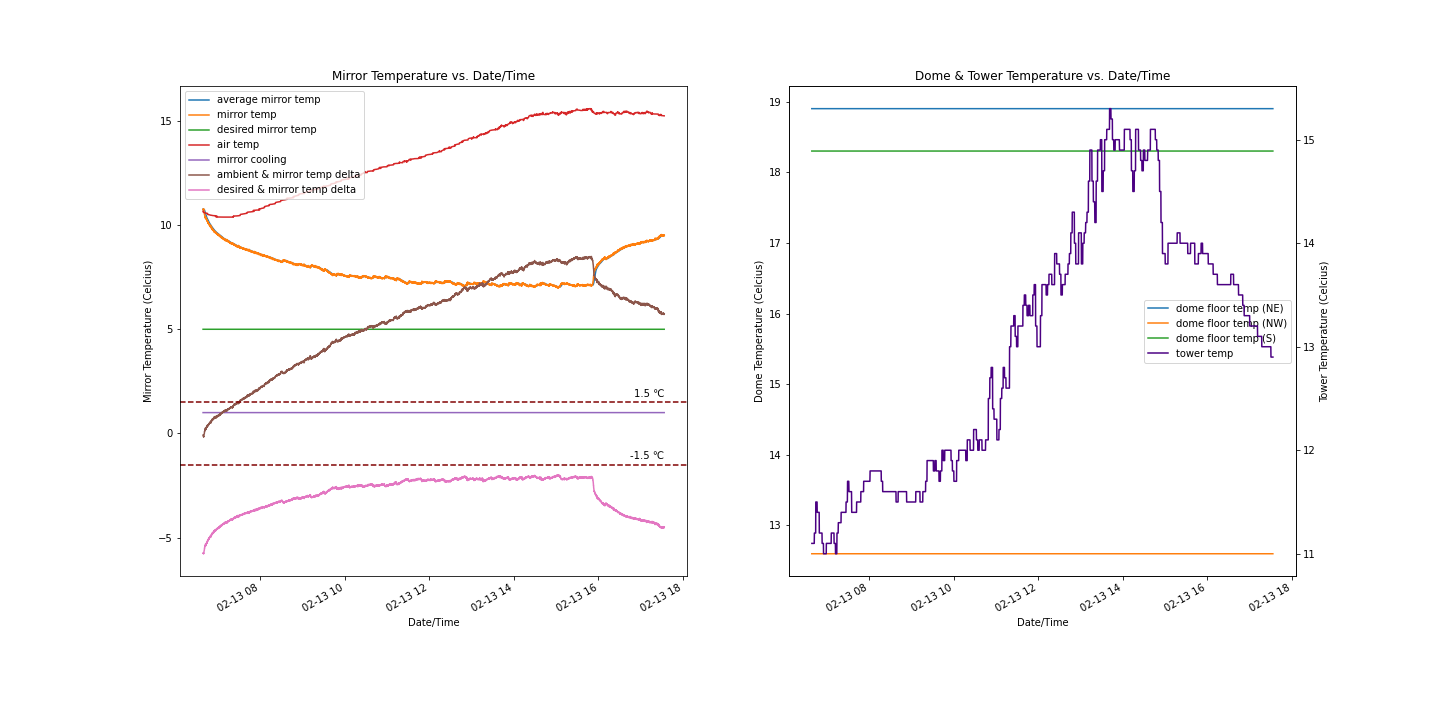 Mirror Temperature vs. Date/Time
Mirror Temperature (Celcius)
15
10
5
0
−5
average mirror temp
mirror temp
desired mirror temp
air temp
mirror cooling
ambient & mirror temp delta
desired & mirror temp delta
1.5 °C
-1.5 °C
02-13 08
02-13 10
02-13 12
02-13 14
02-13 16
02-13 18
Date/Time
Dome & Tower Temperature vs. Date/Time
Dome Temperature (Celcius)
19
18
17
16
15
14
13
dome floor temp (NE)
dome floor temp (NW)
dome floor temp (S)
tower temp
15
14
13
12
11
Tower Temperature (Celcius)
02-13 08
02-13 10
02-13 12
02-13 14
02-13 16
02-13 18
Date/Time